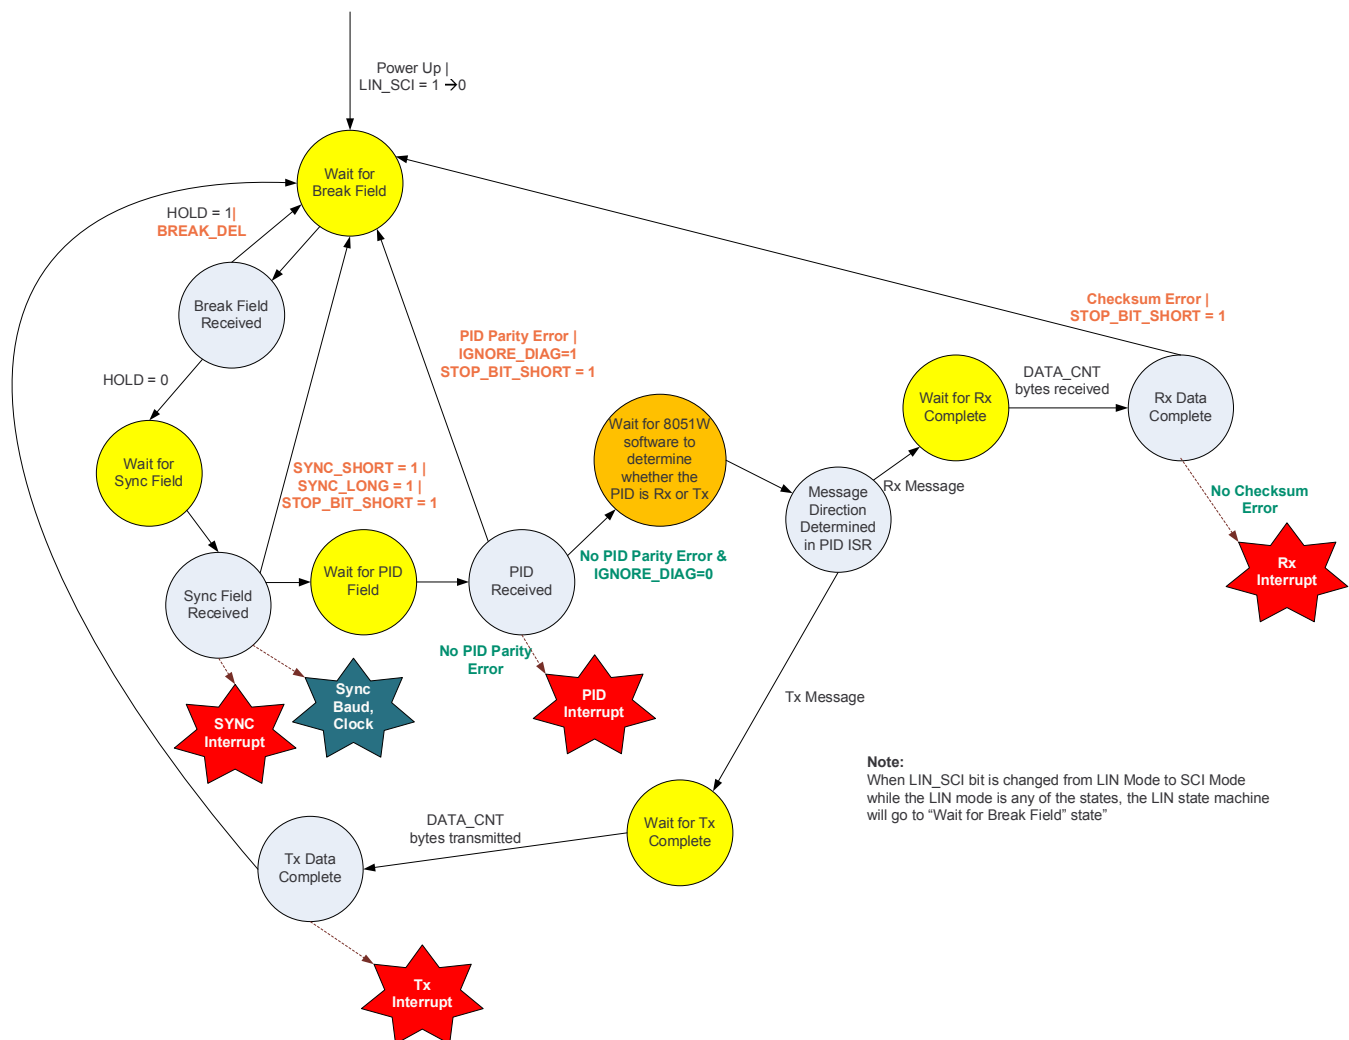 Power Up |
LIN_SCI = 1 →0
Wait for
Break Field
HOLD = 1|
BREAK_DEL
Break Field
Received
HOLD = 0
Wait for
Sync Field
SYNC_SHORT = 1 |
SYNC_LONG = 1 |
STOP_BIT_SHORT = 1
PID Parity Error |
IGNORE_DIAG=1
STOP_BIT_SHORT = 1
Checksum Error |
STOP_BIT_SHORT = 1
Wait for Rx
Complete
DATA_CNT
bytes received
Rx Data
Complete
Wait for 8051W
software to
determine
whether the
PID is Rx or Tx
Message
Direction
Determined
in PID ISR
Rx Message
No Checksum
Error
Rx
Interrupt
Sync Field
Received
Wait for PID
Field
PID
Received
No PID Parity Error &
IGNORE_DIAG=0
No PID Parity
Error
SYNC
Interrupt
Sync
Baud,
Clock
PID
Interrupt
Tx Message
Note:
When LIN_SCI bit is changed from LIN Mode to SCI Mode
while the LIN mode is any of the states, the LIN state machine
will go to “Wait for Break Field” state”
Wait for Tx
Complete
DATA_CNT
bytes transmitted
Tx Data
Complete
Tx
Interrupt